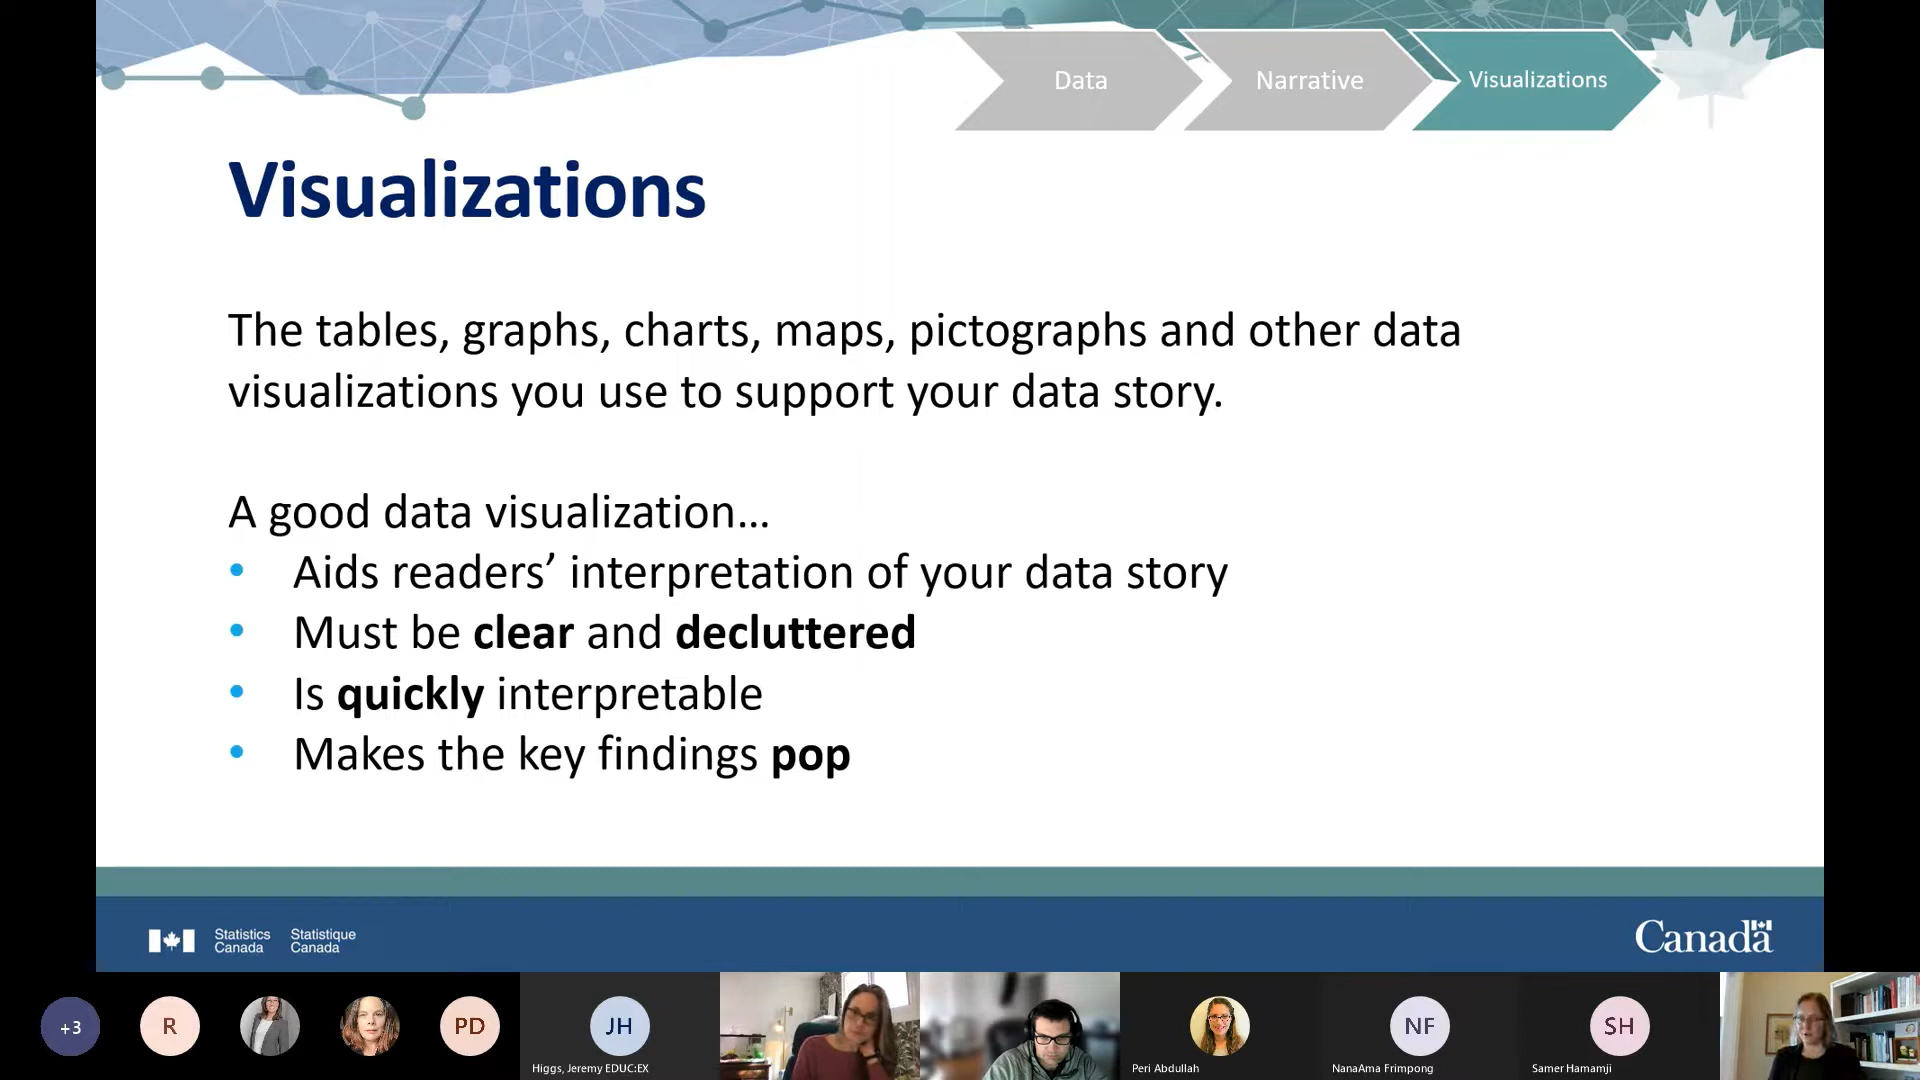 Data
Narrative
Visualizations
Visualizations
The tables, graphs, charts, maps, pictographs and other data
visualizations you use to support your data story.
A good data visualization…
• Aids readers’ interpretation of your data story
• Must be clear and decluttered
• Is quickly interpretable
• Makes the key findings pop
Statistics Statistique
Canada Canada
Canada
+3
R
PD
JH
NF
SH
Higgs, Jeremy EDUC:EX
Peri Abdullah
NanaAma Frimpong
Samer Hamamji